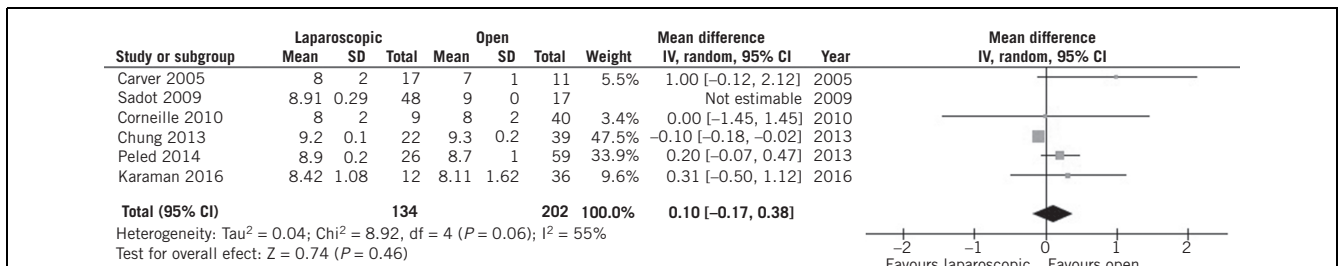 Laparoscopic Open Mean difference Mean difference
Study or subgroup Mean SD Total Mean SD Total Weight IV, random, 95% CI Year IV, random, 95% CI
Carver 2005 8 2 17 7 1 11 5.5% 1.00 [−0.12, 2.12] 2005
Sadot 2009 8.91 0.29 48 9 0 17 Not estimable 2009
Corneille 2010 8 2 9 8 2 40 3.4% 0.00 [−1.45, 1.45] 2010
Chung 2013 9.2 0.1 22 9.3 0.2 39 47.5% −0.10 [−0.18, −0.02] 2013
Peled 2014 8.9 0.2 26 8.7 1 59 33.9% 0.20 [−0.07, 0.47] 2013
Karaman 2016 8.42 1.08 12 8.11 1.62 36 9.6% 0.31 [−0.50, 1.12] 2016
Total (95% CI) 134 202 100.0% 0.10 [−0.17, 0.38]
Heterogeneity: Tau² = 0.04; Chi² = 8.92, df = 4 (P = 0.06); I² = 55%
Test for overall efect: Z = 0.74 (P = 0.46)
−2 −1 0 1 2
Favours laparoscopic Favours open